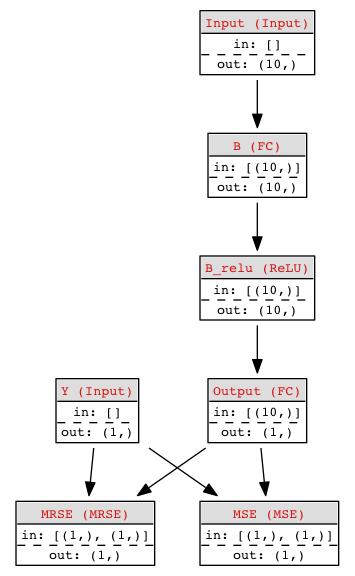 Input (Input)
in: []
out: (10,)
B (FC)
in: [(10,)]
out: (10,)
B_relu (ReLU)
in: [(10,)]
out: (10,)
Y (Input)
in: []
out: (1,)
Output (FC)
in: [(10,)]
out: (1,)
MRSE (MRSE)
in: [(1,), (1,)]
out: (1,)
MSE (MSE)
in: [(1,), (1,)]
out: (1,)